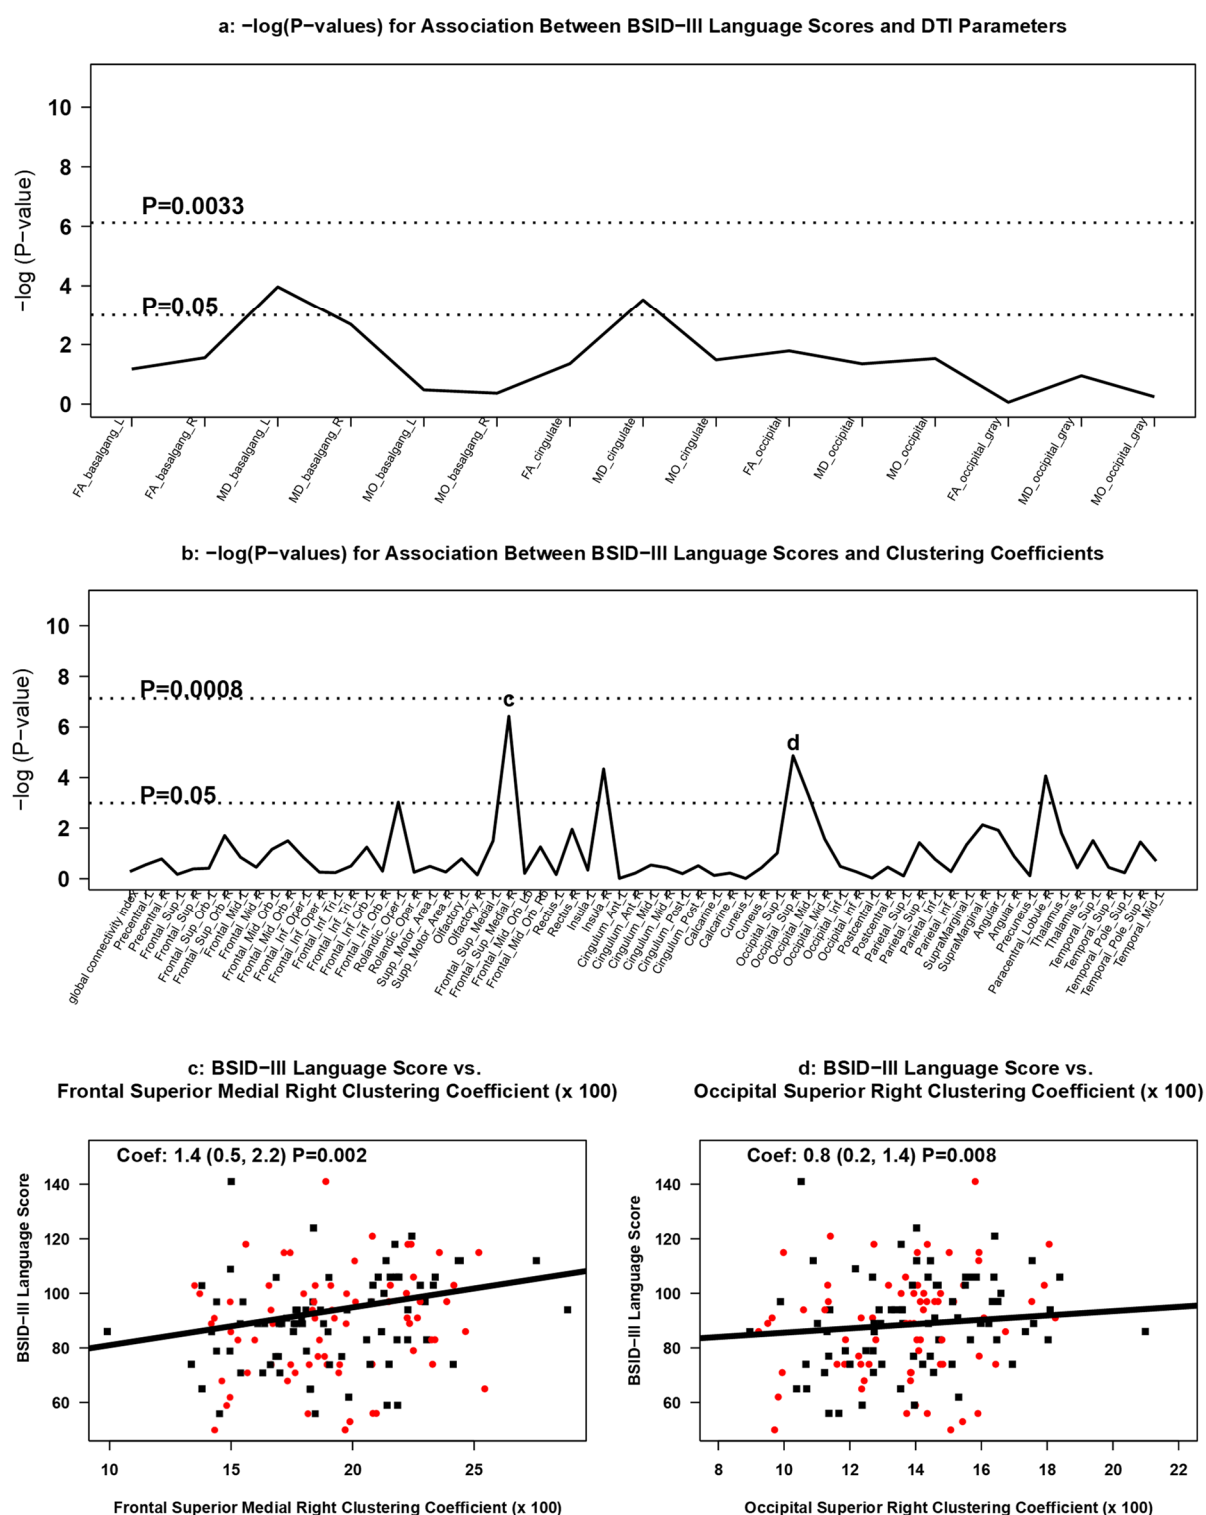 a: −log(P−values) for Association Between BSID−III Language Scores and DTI Parameters
−log (P−value)
10
8
6
4
2
0
P=0.0033
P=0.05
FA_basalgang_L
FA_basalgang_R
MD_basalgang_L
MD_basalgang_R
MO_basalgang_L
MO_basalgang_R
FA_cingulate
MD_cingulate
MO_cingulate
FA_occipital
MD_occipital
MO_occipital
FA_occipital_gray
MD_occipital_gray
MO_occipital_gray
b: −log(P−values) for Association Between BSID−III Language Scores and Clustering Coefficients
−log (P−value)
10
8
6
4
2
0
P=0.0008
P=0.05
c
d
global connectivity index
Precentral_L
Precentral_R
Frontal_Sup_L
Frontal_Sup_R
Frontal_Sup_Orb_L
Frontal_Sup_Orb_R
Frontal_Mid_L
Frontal_Mid_R
Frontal_Mid_Orb_L
Frontal_Mid_Orb_R
Frontal_Inf_Oper_L
Frontal_Inf_Oper_R
Frontal_Inf_Tri_L
Frontal_Inf_Tri_R
Frontal_Inf_Orb_L
Frontal_Inf_Orb_R
Rolandic_Oper_L
Rolandic_Oper_R
Supp_Motor_Area_L
Supp_Motor_Area_R
Olfactory_L
Olfactory_R
Frontal_Sup_Medial_L
Frontal_Sup_Medial_R
Frontal_Mid_Orb_Lb
Frontal_Mid_Orb_Rb
Rectus_L
Rectus_R
Insula_L
Insula_R
Cingulum_Ant_L
Cingulum_Ant_R
Cingulum_Mid_L
Cingulum_Mid_R
Cingulum_Post_L
Cingulum_Post_R
Calcarine_L
Calcarine_R
Cuneus_L
Cuneus_R
Occipital_Sup_L
Occipital_Sup_R
Occipital_Mid_L
Occipital_Mid_R
Occipital_Inf_L
Occipital_Inf_R
Postcentral_L
Postcentral_R
Parietal_Sup_L
Parietal_Sup_R
Parietal_Inf_L
Parietal_Inf_R
SupraMarginal_L
SupraMarginal_R
Angular_L
Angular_R
Precuneus_L
Paracentral_Lobule_R
Thalamus_L
Thalamus_R
Temporal_Sup_L
Temporal_Sup_R
Temporal_Pole_Sup_L
Temporal_Pole_Sup_R
Temporal_Mid_L
c: BSID−III Language Score vs.
Frontal Superior Medial Right Clustering Coefficient (x 100)
Coef: 1.4 (0.5, 2.2) P=0.002
BSID−III Language Score
140
120
100
80
60
10
15
20
25
Frontal Superior Medial Right Clustering Coefficient (x 100)
d: BSID−III Language Score vs.
Occipital Superior Right Clustering Coefficient (x 100)
Coef: 0.8 (0.2, 1.4) P=0.008
BSID−III Language Score
140
120
100
80
60
8
10
12
14
16
18
20
22
Occipital Superior Right Clustering Coefficient (x 100)